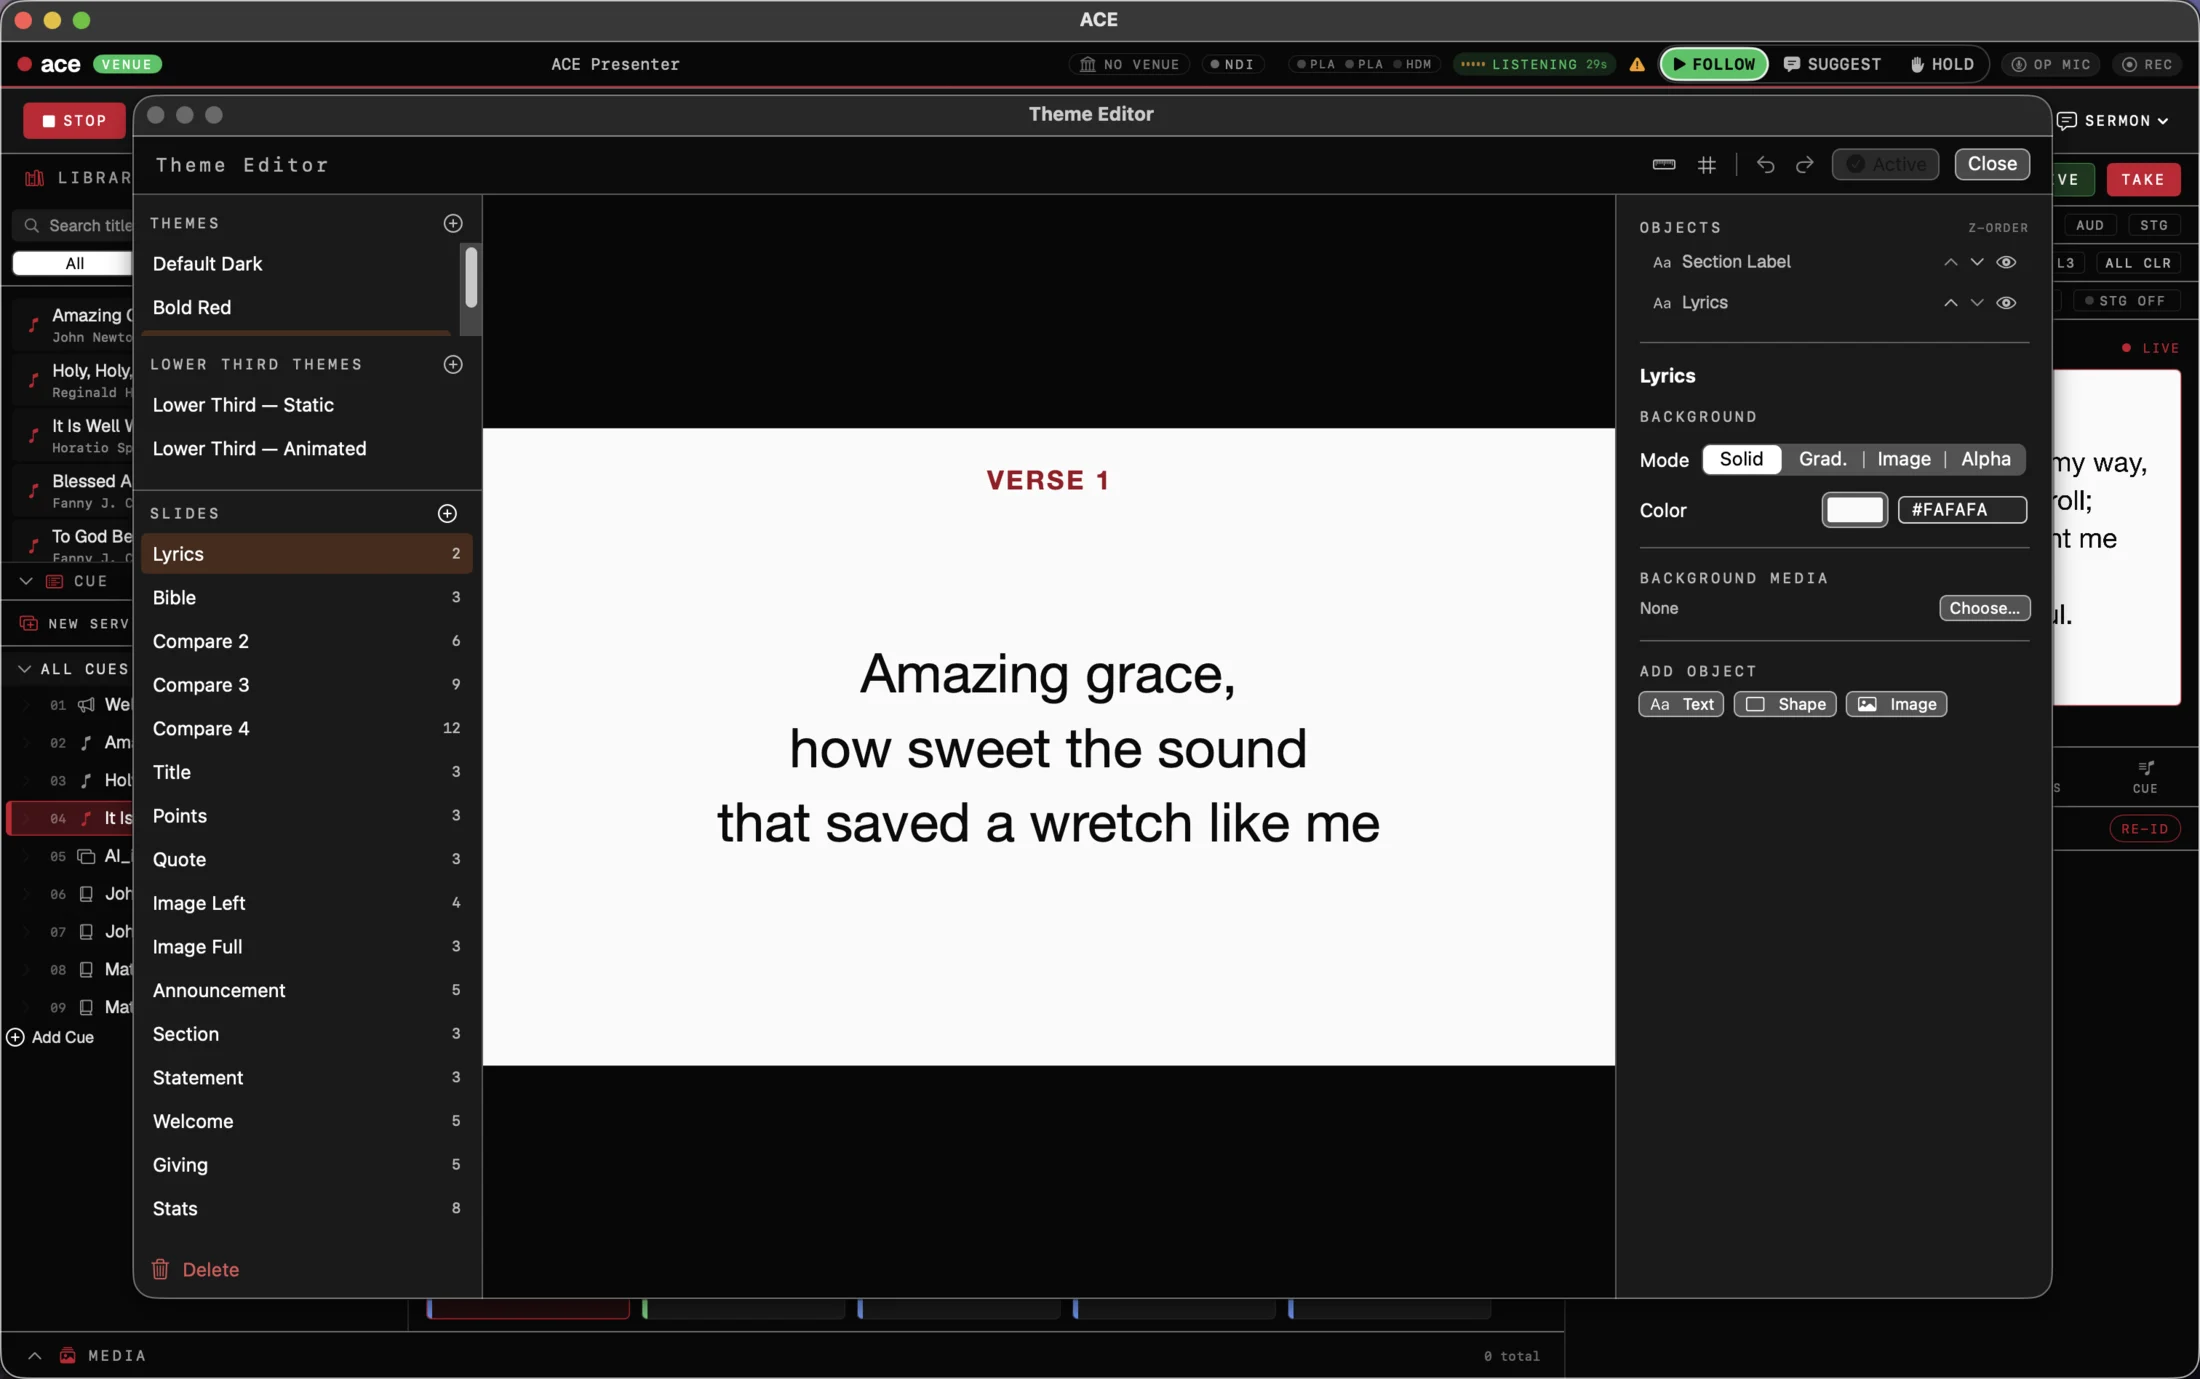 ACE
ace VENUE
ACE Presenter
NO VENUE
NDI
PLA PLA HDM
LISTENING 29s
FOLLOW
SUGGEST
HOLD
OP MIC
REC
STOP
Theme Editor
SERMON
Theme Editor
Active
Close
TAKE
AUD
STG
L3
ALL CLR
STG OFF
LIVE
my way,
CUE
RE-ID
Search title
All
Amazing
John Newto
Holy, Holy,
Reginald H
It Is Well W
Horatio Sp
Blessed A
Fanny J. C
To God Be
Fanny J. C
CUE
NEW SERV
ALL CUES
01 Wel
02 Am
03 Hol
04 It Is
05 AI_i
06 Joh
07 Joh
08 Mat
09 Mat
Add Cue
THEMES
Default Dark
Bold Red
LOWER THIRD THEMES
Lower Third — Static
Lower Third — Animated
SLIDES
Lyrics 2
Bible 3
Compare 2 6
Compare 3 9
Compare 4 12
Title 3
Points 3
Quote 3
Image Left 4
Image Full 3
Announcement 5
Section 3
Statement 3
Welcome 5
Giving 5
Stats 8
Delete
VERSE 1
Amazing grace,
how sweet the sound
that saved a wretch like me
OBJECTS Z-ORDER
Aa Section Label
Aa Lyrics
Lyrics
BACKGROUND
Mode Solid Grad. Image Alpha
Color #FAFAFA
BACKGROUND MEDIA
None Choose...
ADD OBJECT
Aa Text Shape Image
MEDIA
0 total